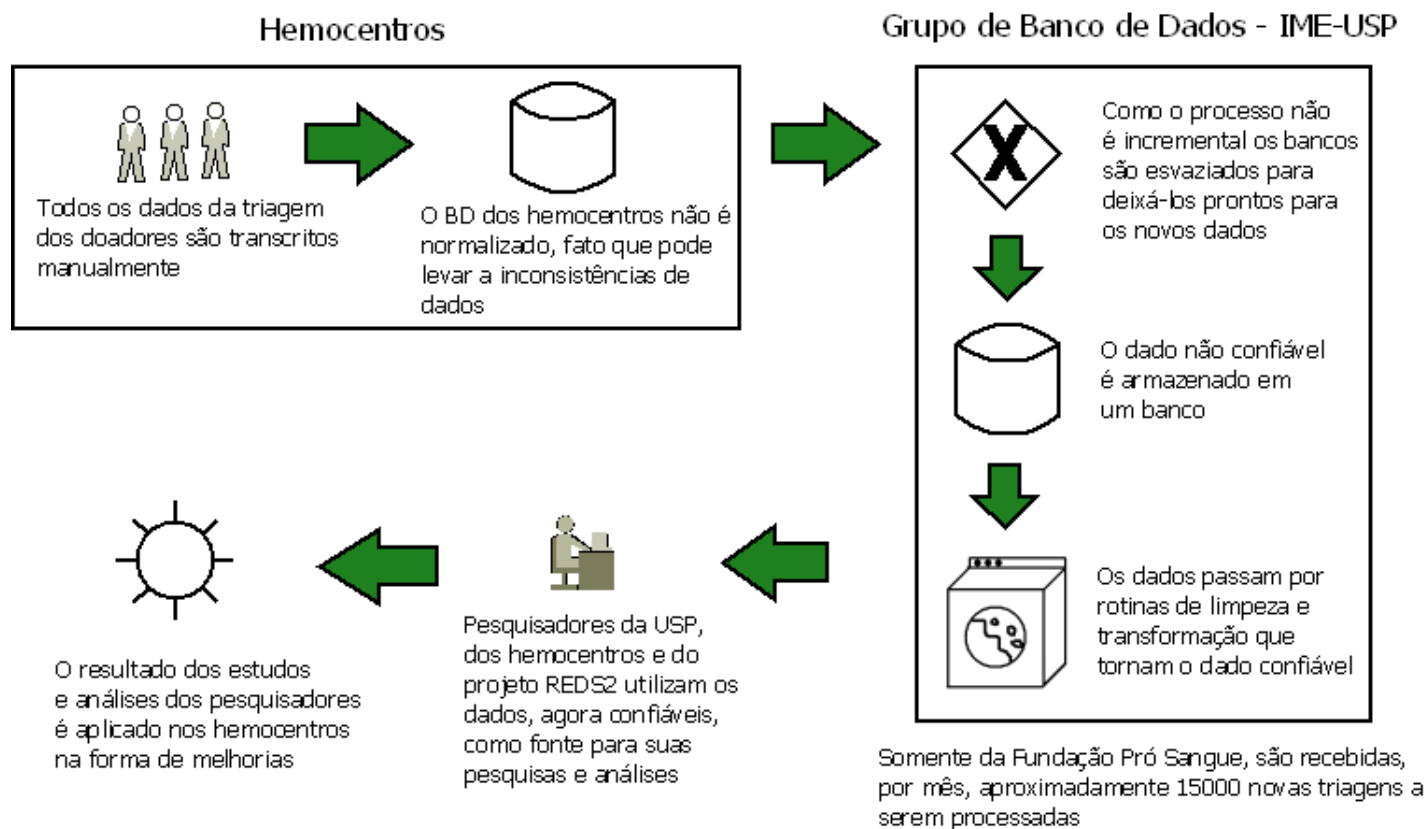 Hemocentros
Todos os dados da triagem
dos doadores são transcritos
manualmente
O BD dos hemocentros não é
normalizado, fato que pode
levar a inconsistências de
dados
Grupo de Banco de Dados - IME-USP
X
Como o processo não
é incremental os bancos
são esvaziados para
deixá-los prontos para
os novos dados
O dado não confiável
é armazenado em
um banco
Os dados passam por
rotinas de limpeza e
transformação que
tornam o dado confiável
Somente da Fundação Pró Sangue, são recebidas,
por mês, aproximadamente 15000 novas triagens a
serem processadas
Pesquisadores da USP,
dos hemocentros e do
projeto REDS2 utilizam os
dados, agora confiáveis,
como fonte para suas
pesquisas e análises
O resultado dos estudos
e análises dos pesquisadores
é aplicado nos hemocentros
na forma de melhorias